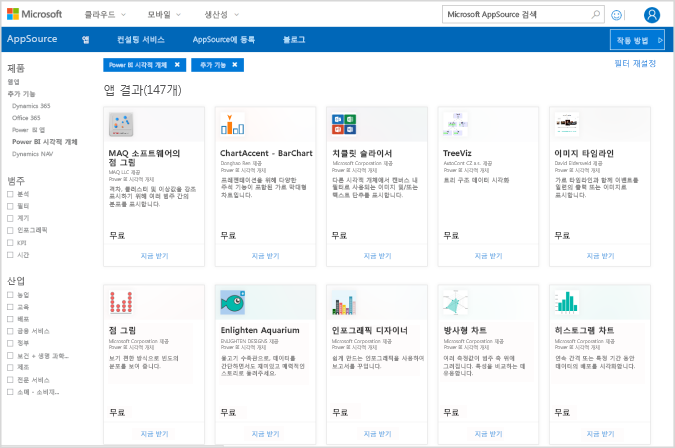 Microsoft 클라우드 모바일 생산성 Microsoft AppSource 검색
AppSource 앱 컨설팅 서비스 AppSource에 등록 블로그 작동 방법
제품
웹앱
추가 기능
Dynamics 365
Office 365
Power BI 앱
Power BI 시각적 개체
Dynamics NAV
범주
분석
필터
계기
인포그래픽
KPI
시간
산업
농업
교육
배포
금융 서비스
정부
보건 + 생명 과학...
제조
전문 서비스
소매 - 소비자...
Power BI 시각적 개체 추가 기능 필터 재설정
앱 결과(147개)
MAQ 소프트웨어의
점 그림
MAQ LLC 제공
Power BI 시각적 개체
격차, 클러스터 및 이상값을 강조
표시하기 위해 여러 범주 간의
분포를 표시합니다.
무료
지금 받기
ChartAccent - BarChart
Donghao Ren 제공
Power BI 시각적 개체
프레젠테이션을 위해 다양한
주석 기능이 포함된 가로 막대형
차트입니다.
무료
지금 받기
치클릿 슬라이서
Microsoft Corporation 제공
Power BI 시각적 개체
다른 시각적 개체에서 캔버스 내
필터로 사용되는 이미지 및/또는
텍스트 단추를 표시합니다.
무료
지금 받기
TreeViz
AutoCont CZ a.s. 제공
Power BI 시각적 개체
트리 구조 데이터 시각화
무료
지금 받기
이미지 타임라인
David Eldersveld 제공
Power BI 시각적 개체
가로 타임라인과 함께 이벤트를
일련의 클릭 또는 이미지로
표시합니다.
무료
지금 받기
점 그림
Microsoft Corporation 제공
Power BI 시각적 개체
보기 편한 방식으로 빈도의
분포를 보여 줍니다.
무료
지금 받기
Enlighten Aquarium
ENLIGHTEN DESIGNS 제공
Power BI 시각적 개체
물고기 수족관으로, 데이터를
간단하면서도 재미있고 매력적인
스토리로 들려주세요.
무료
지금 받기
인포그래픽 디자이너
Microsoft Corporation 제공
Power BI 시각적 개체
쉽게 만드는 인포그래픽을 사용하여
보고서를 꾸밉니다.
무료
지금 받기
방사형 차트
Microsoft Corporation 제공
Power BI 시각적 개체
여러 측정값이 범주 축 위에
그려집니다. 특성을 비교하는 데
유용합니다.
무료
지금 받기
히스토그램 차트
Microsoft Corporation 제공
Power BI 시각적 개체
연속 간격 또는 특정 기간 동안
데이터의 배포를 시각화합니다.
무료
지금 받기